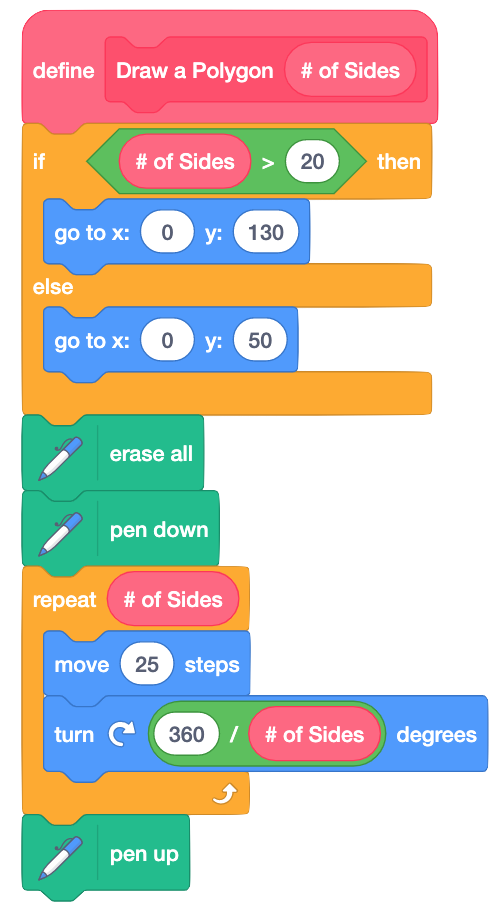 define Draw a Polygon # of Sides
if # of Sides > 20 then
go to x: 0 y: 130
else
go to x: 0 y: 50
erase all
pen down
repeat # of Sides
move 25 steps
turn 360 / # of Sides degrees
pen up